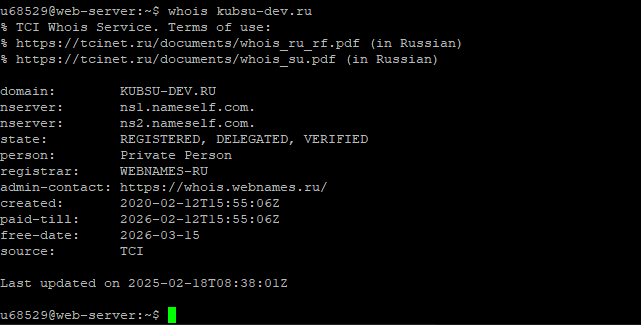 u68529@web-server:~$ whois kubsu-dev.ru
% TCI Whois Service. Terms of use:
% https://tcinet.ru/documents/whois_ru_rf.pdf (in Russian)
% https://tcinet.ru/documents/whois_su.pdf (in Russian)

domain:        KUBSU-DEV.RU
nserver:       ns1.nameself.com.
nserver:       ns2.nameself.com.
state:         REGISTERED, DELEGATED, VERIFIED
person:        Private Person
registrar:     WEBNAMES-RU
admin-contact: https://whois.webnames.ru/
created:       2020-02-12T15:55:06Z
paid-till:     2026-02-12T15:55:06Z
free-date:     2026-03-15
source:        TCI

Last updated on 2025-02-18T08:38:01Z

u68529@web-server:~$